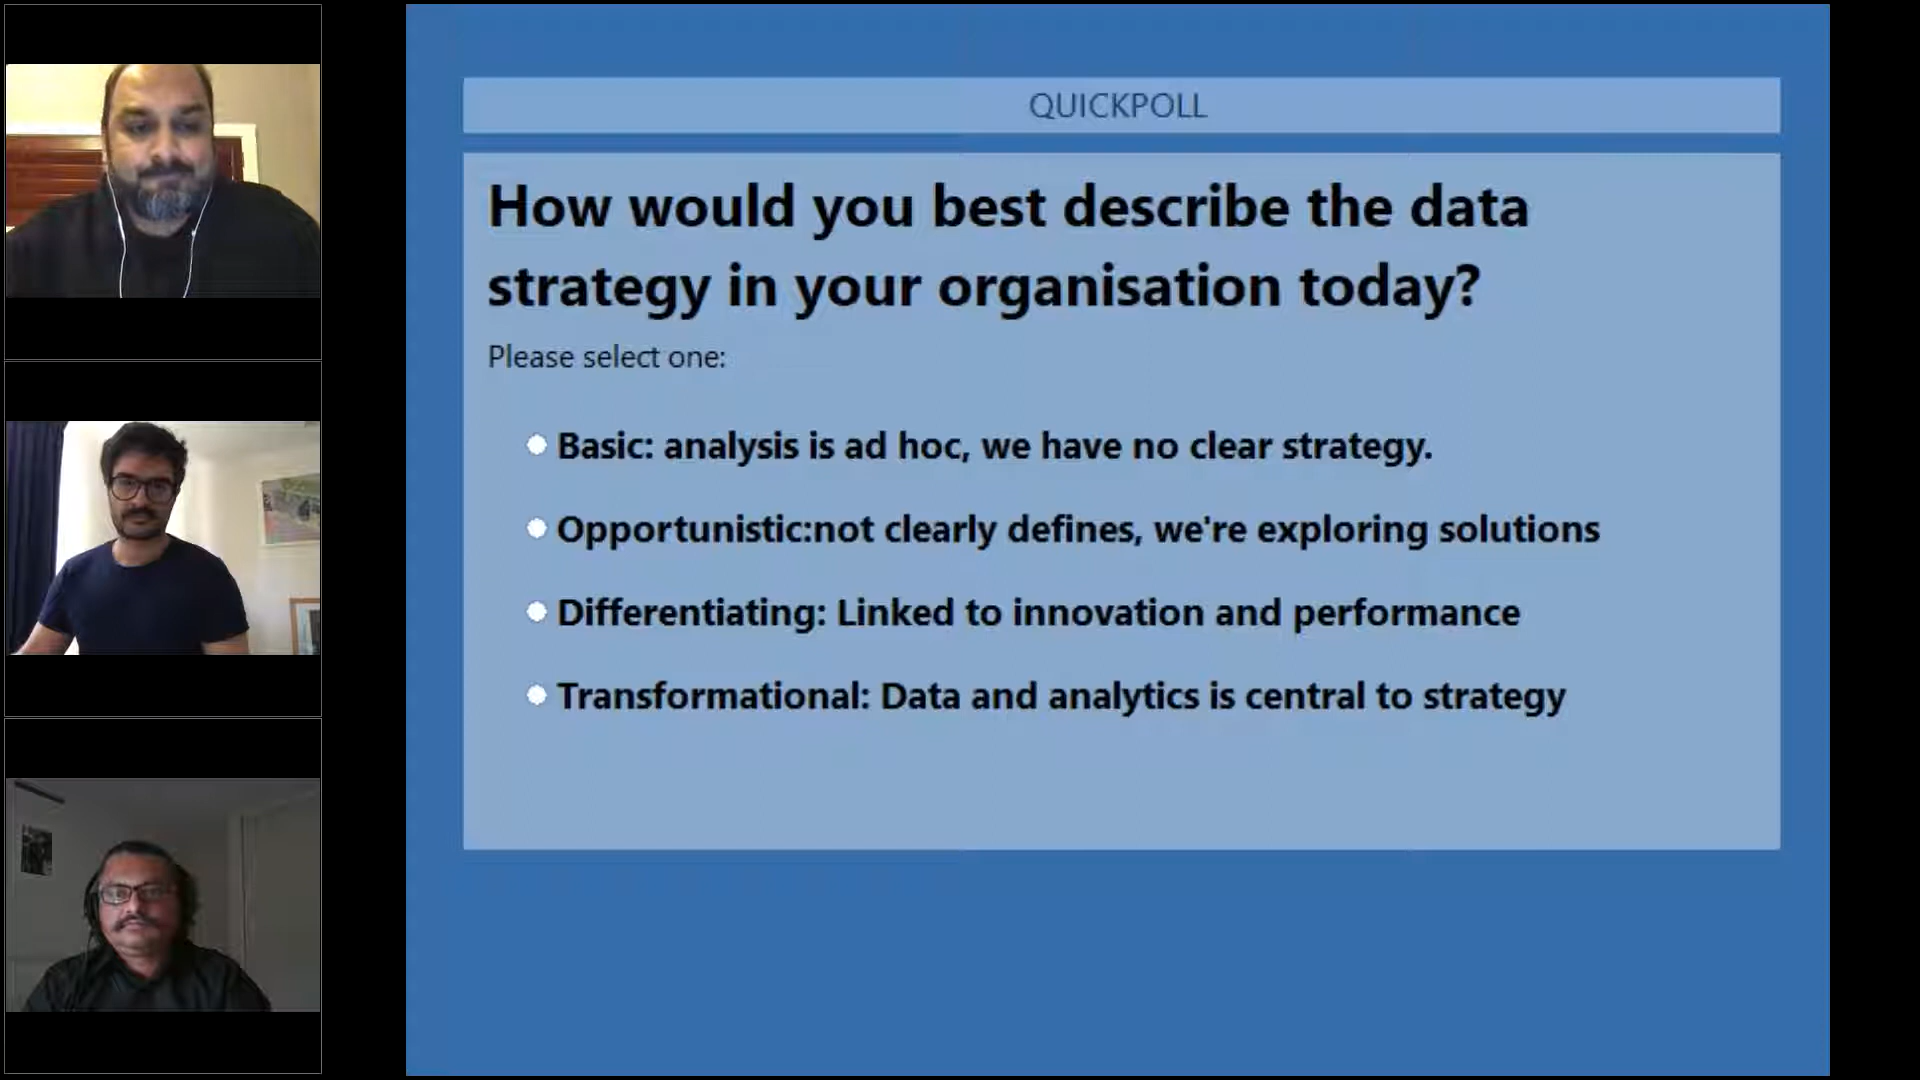 QUICKPOLL
How would you best describe the data
strategy in your organisation today?
Please select one:
Basic: analysis is ad hoc, we have no clear strategy.
Opportunistic:not clearly defines, we're exploring solutions
Differentiating: Linked to innovation and performance
Transformational: Data and analytics is central to strategy